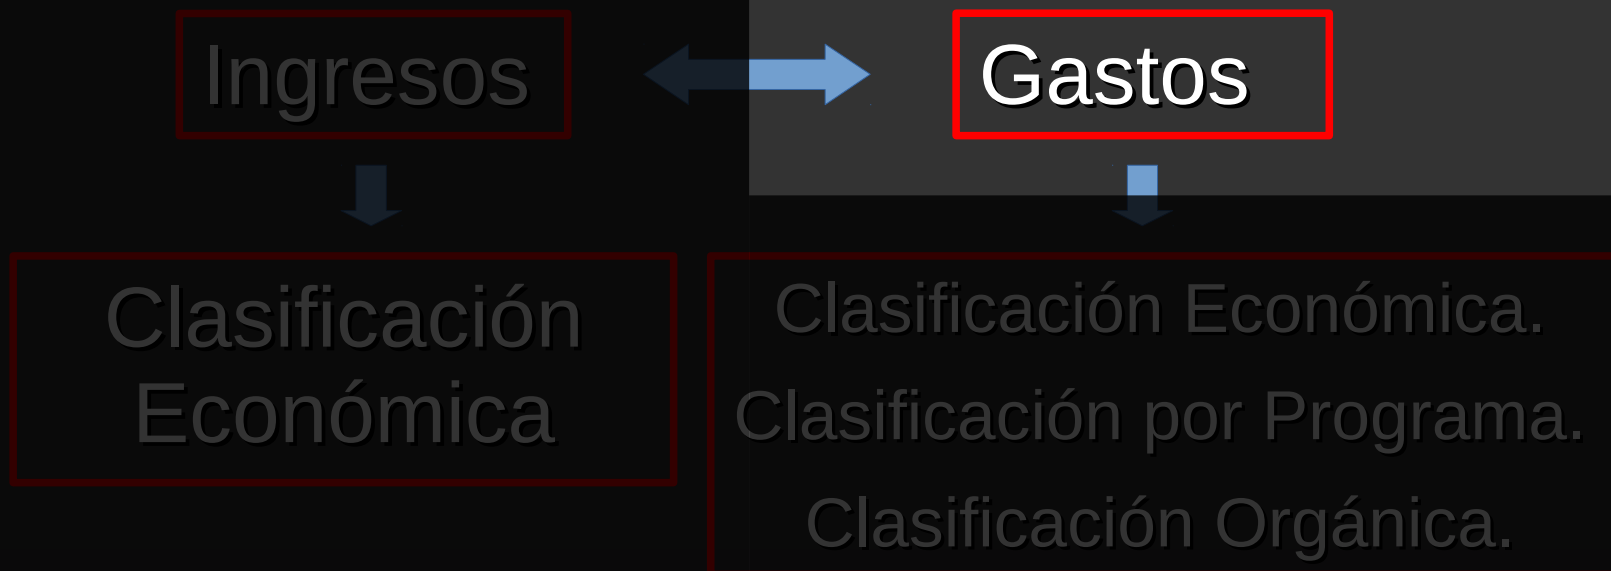 Ingresos
Gastos
Clasificación
Económica
Clasificación Económica.
Clasificación por Programa.
Clasificación Orgánica.